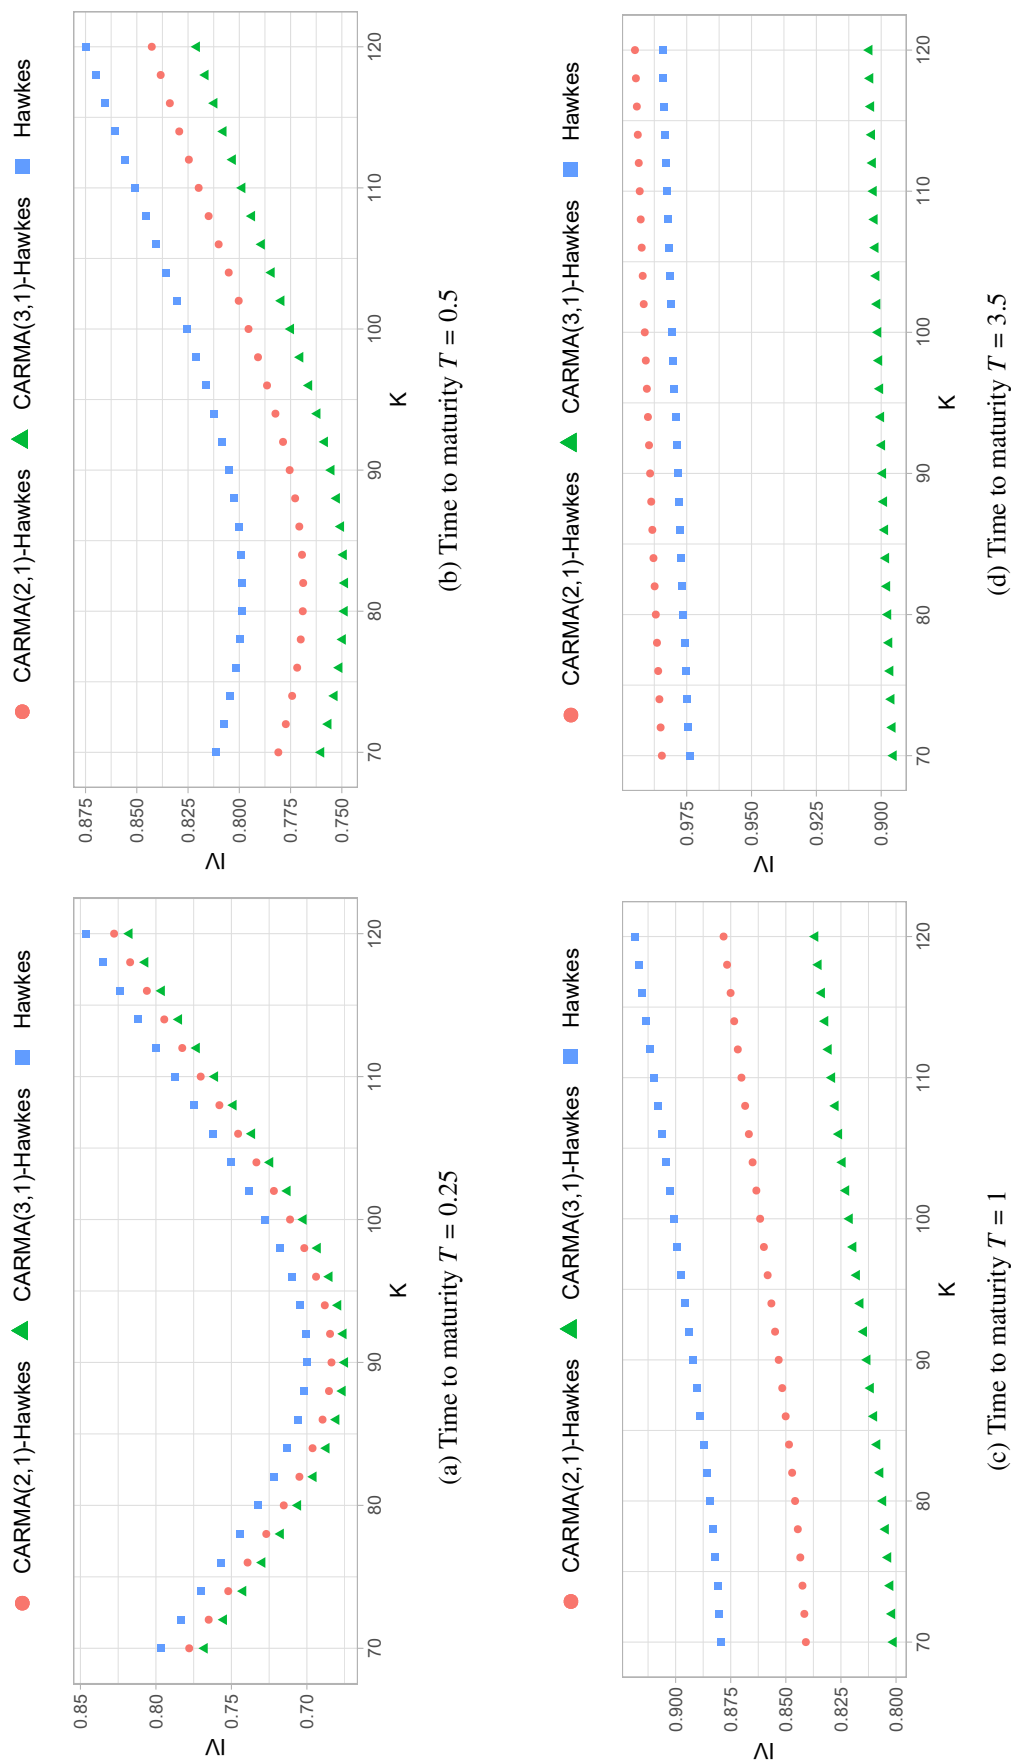 CARMA(2,1)-Hawkes CARMA(3,1)-Hawkes Hawkes
0.85
0.80
0.75
0.70
IV
70 80 90 100 110 120
K
(a) Time to maturity T = 0.25
CARMA(2,1)-Hawkes CARMA(3,1)-Hawkes Hawkes
0.875
0.850
0.825
0.800
0.775
0.750
IV
70 80 90 100 110 120
K
(b) Time to maturity T = 0.5
CARMA(2,1)-Hawkes CARMA(3,1)-Hawkes Hawkes
0.900
0.875
0.850
0.825
0.800
IV
70 80 90 100 110 120
K
(c) Time to maturity T = 1
CARMA(2,1)-Hawkes CARMA(3,1)-Hawkes Hawkes
0.975
0.950
0.925
0.900
IV
70 80 90 100 110 120
K
(d) Time to maturity T = 3.5